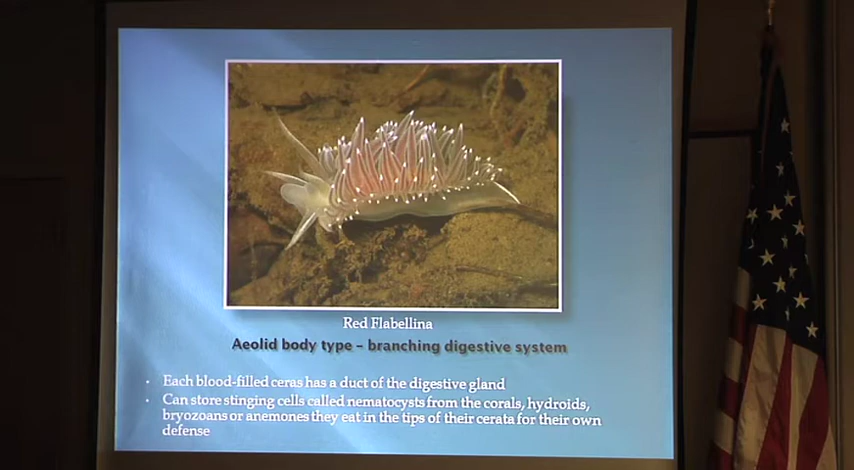 Red Flabellina
Aeolid body type – branching digestive system
· Each blood-filled ceras has a duct of the digestive gland
· Can store stinging cells called nematocysts from the corals, hydroids,
bryozoans or anemones they eat in the tips of their cerata for their own
defense